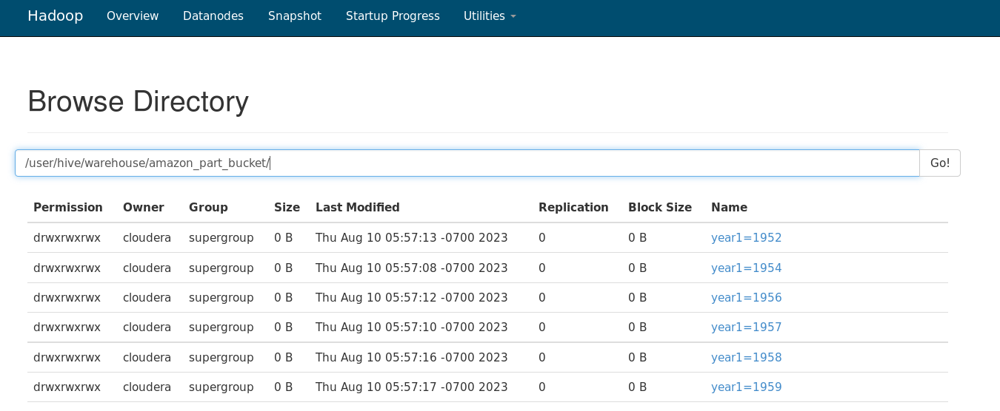 Hadoop Overview Datanodes Snapshot Startup Progress Utilities
Browse Directory
/user/hive/warehouse/amazon_part_bucket/ Go!
Permission Owner Group Size Last Modified Replication Block Size Name
drwxrwxrwx cloudera supergroup 0 B Thu Aug 10 05:57:13 -0700 2023 0 0 B year1=1952
drwxrwxrwx cloudera supergroup 0 B Thu Aug 10 05:57:08 -0700 2023 0 0 B year1=1954
drwxrwxrwx cloudera supergroup 0 B Thu Aug 10 05:57:12 -0700 2023 0 0 B year1=1956
drwxrwxrwx cloudera supergroup 0 B Thu Aug 10 05:57:10 -0700 2023 0 0 B year1=1957
drwxrwxrwx cloudera supergroup 0 B Thu Aug 10 05:57:16 -0700 2023 0 0 B year1=1958
drwxrwxrwx cloudera supergroup 0 B Thu Aug 10 05:57:17 -0700 2023 0 0 B year1=1959